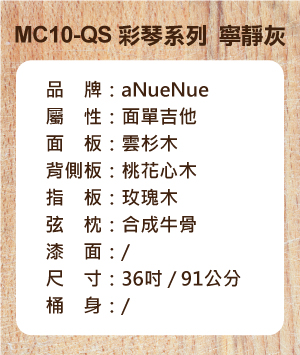 MC10-QS 彩琴系列 寧靜灰
品 牌：aNueNue
屬 性：面單吉他
面 板：雲杉木
背側板：桃花心木
指 板：玫瑰木
弦 枕：合成牛骨
漆 面：/
尺 寸：36吋 / 91公分
桶 身：/